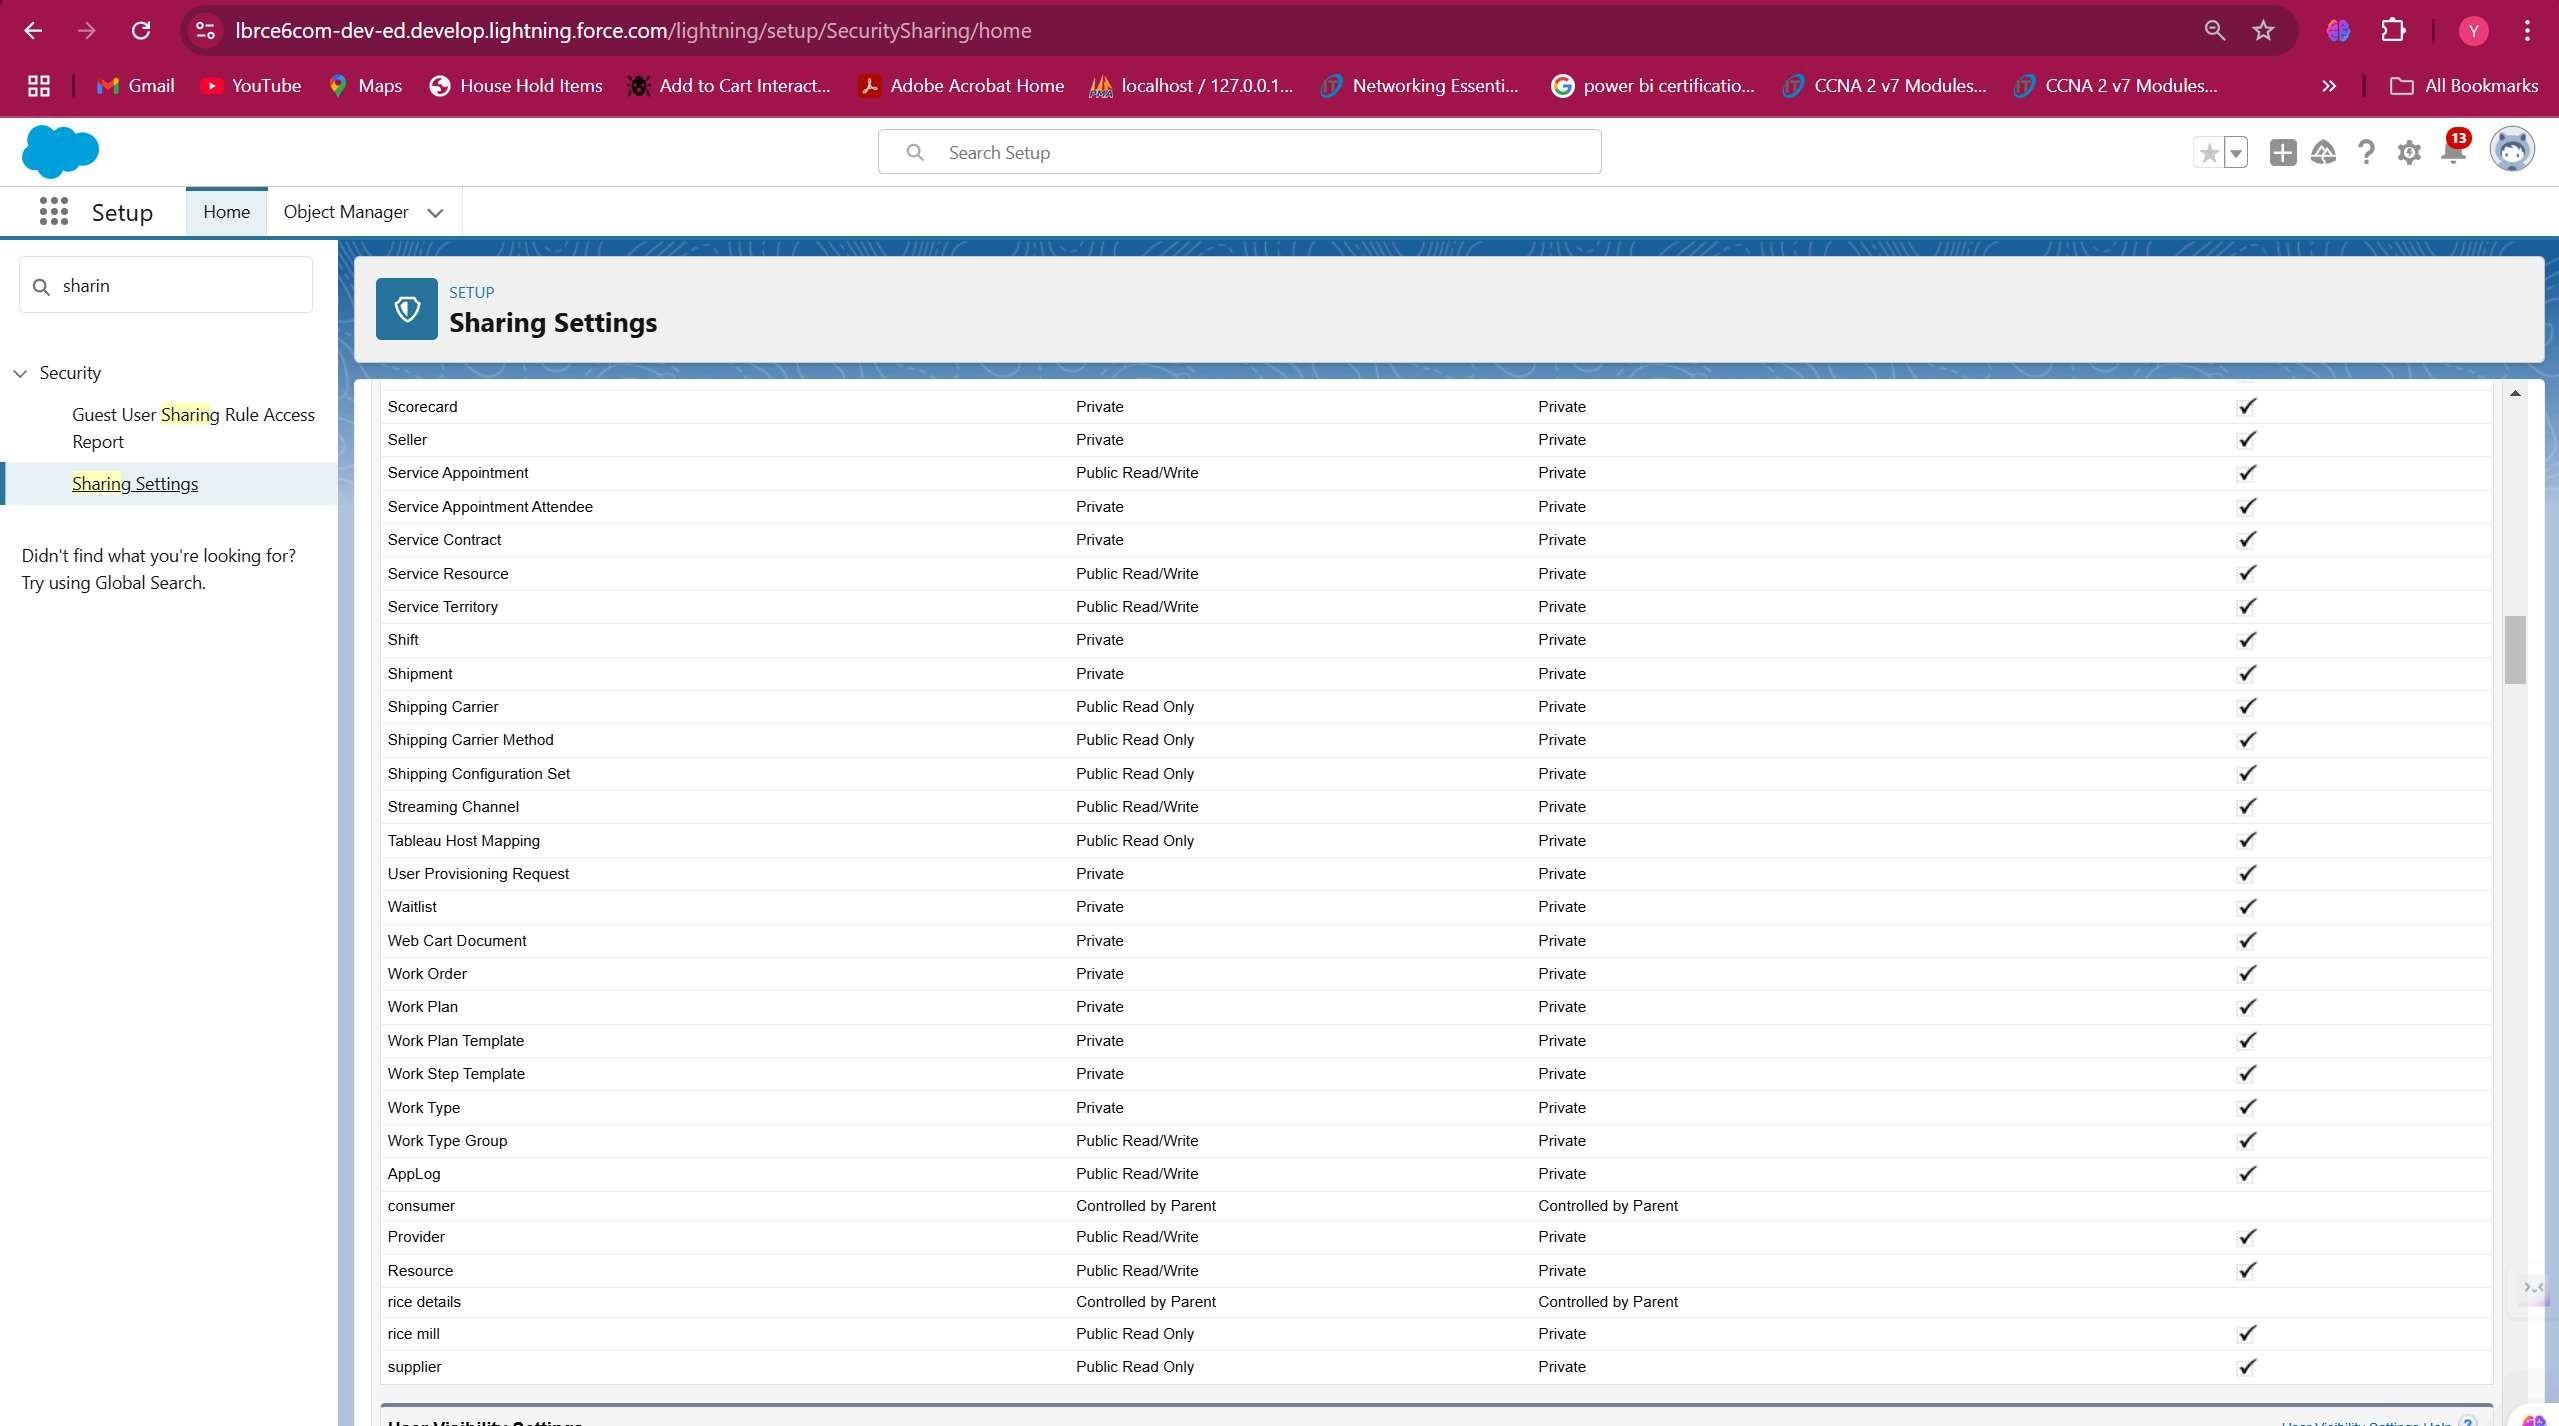 lbrce6com-dev-ed.develop.lightning.force.com/lightning/setup/SecuritySharing/home
Y
Gmail YouTube Maps House Hold Items Add to Cart Interact... Adobe Acrobat Home localhost / 127.0.0.1... Networking Essenti... power bi certificatio... CCNA 2 v7 Modules... CCNA 2 v7 Modules... » All Bookmarks
Search Setup
13
Setup Home Object Manager
sharin
SETUP
Sharing Settings
Security
Guest User Sharing Rule Access
Report
Sharing Settings
Didn't find what you're looking for?
Try using Global Search.
Scorecard Private Private
Seller Private Private
Service Appointment Public Read/Write Private
Service Appointment Attendee Private Private
Service Contract Private Private
Service Resource Public Read/Write Private
Service Territory Public Read/Write Private
Shift Private Private
Shipment Private Private
Shipping Carrier Public Read Only Private
Shipping Carrier Method Public Read Only Private
Shipping Configuration Set Public Read Only Private
Streaming Channel Public Read/Write Private
Tableau Host Mapping Public Read Only Private
User Provisioning Request Private Private
Waitlist Private Private
Web Cart Document Private Private
Work Order Private Private
Work Plan Private Private
Work Plan Template Private Private
Work Step Template Private Private
Work Type Private Private
Work Type Group Public Read/Write Private
AppLog Public Read/Write Private
consumer Controlled by Parent Controlled by Parent
Provider Public Read/Write Private
Resource Public Read/Write Private
rice details Controlled by Parent Controlled by Parent
rice mill Public Read Only Private
supplier Public Read Only Private
User Visibility Settings User Visibility Settings Help ?